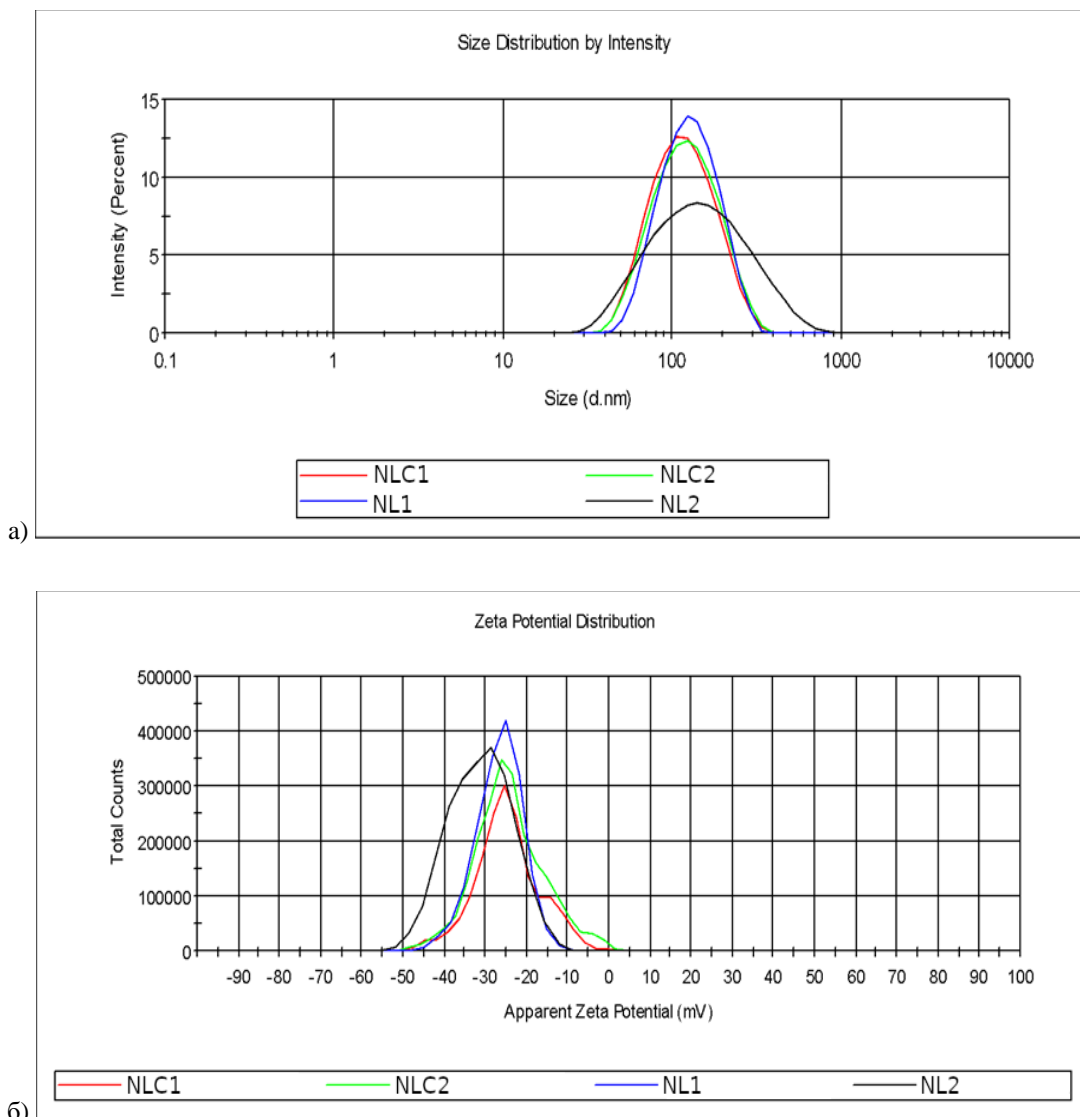 Size Distribution by Intensity
15
10
5
0
Intensity (Percent)
0.1 1 10 100 1000 10000
Size (d.nm)
NLC1 NLC2
NL1 NL2
а)
Zeta Potential Distribution
500000
400000
300000
200000
100000
0
Total Counts
-90 -80 -70 -60 -50 -40 -30 -20 -10 0 10 20 30 40 50 60 70 80 90 100
Apparent Zeta Potential (mV)
NLC1 NLC2 NL1 NL2
б)